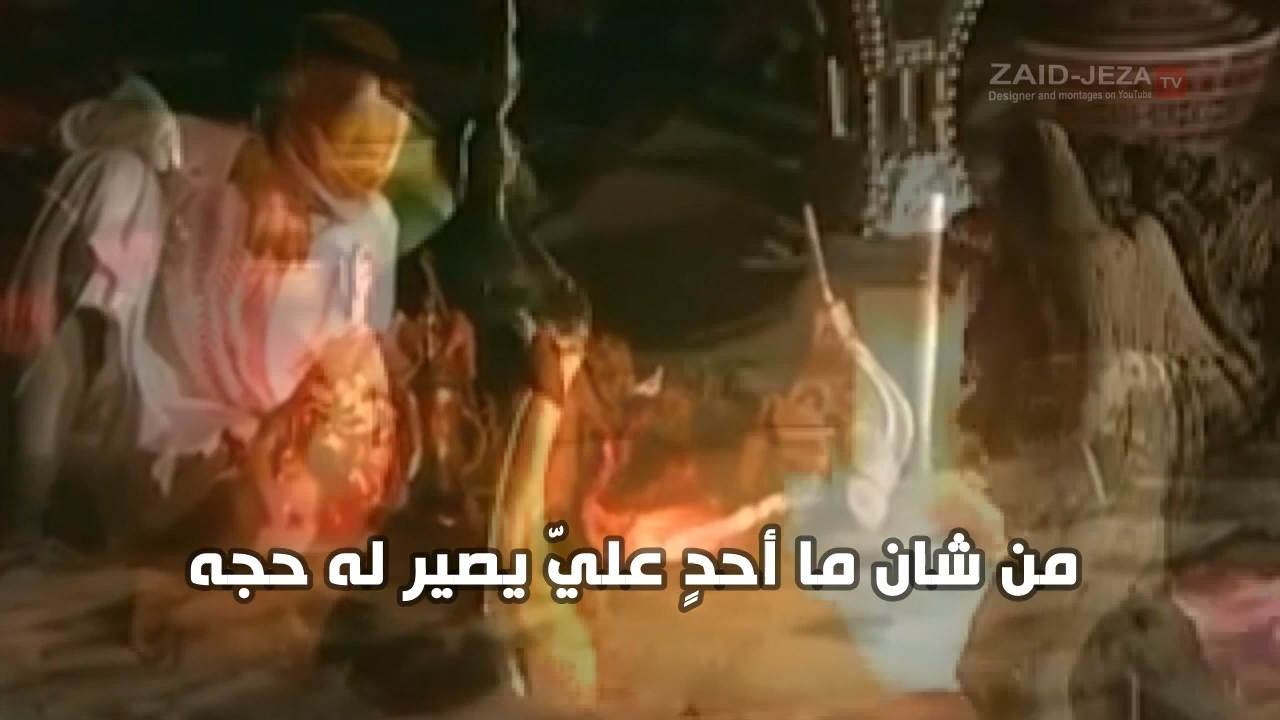 ZAID-JEZA TV
Designer and montages on YouTube
من شان ما أحدٍ عليّ يصير له حجه